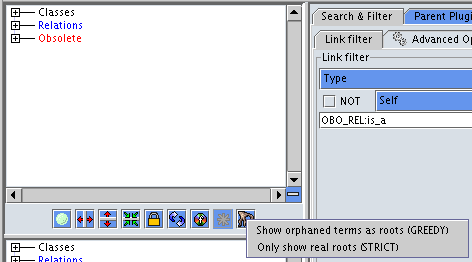 Classes
Relations
Obsolete
Search & Filter
Parent Plugi
Link filter
Advanced Op
Link filter
Type
NOT
Self
OBO_REL:is_a
Show orphaned terms as roots (GREEDY)
Only show real roots (STRICT)
Classes
Relations